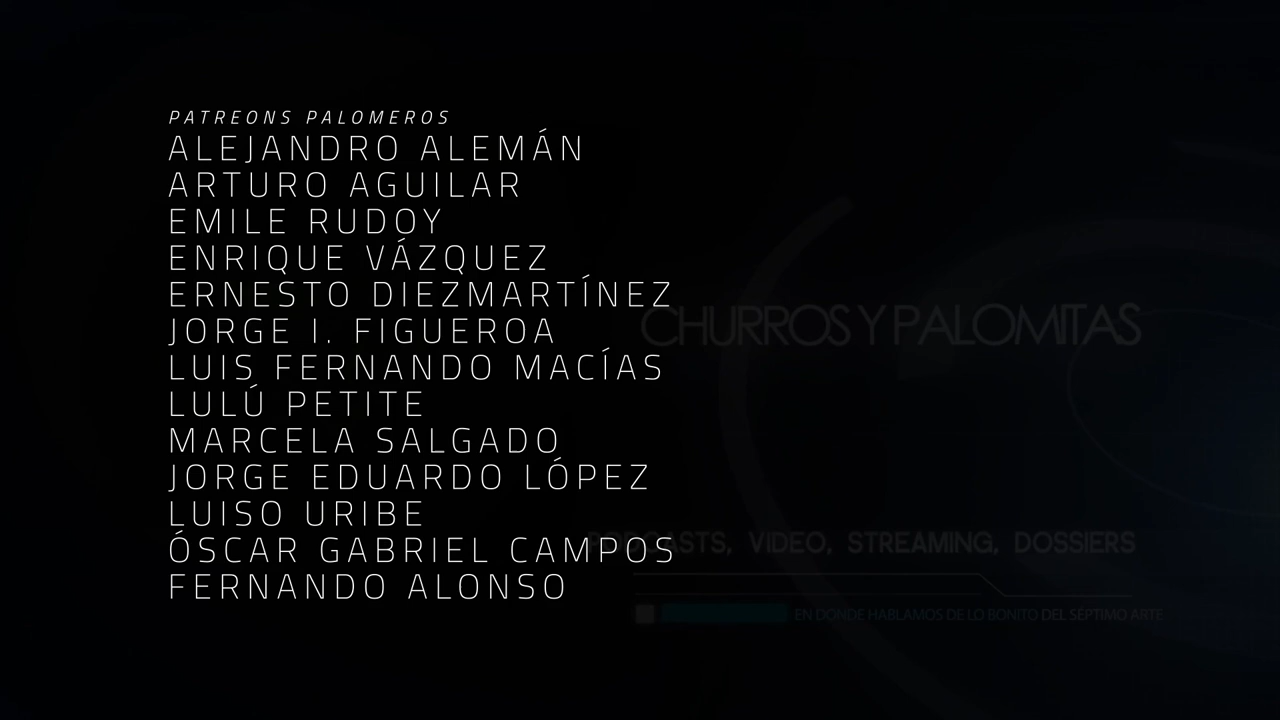 PATREONS PALOMEROS
ALEJANDRO ALEMÁN
ARTURO AGUILAR
EMILE RUDOY
ENRIQUE VÁZQUEZ
ERNESTO DIEZMARTÍNEZ
JORGE I. FIGUEROA
LUIS FERNANDO MACÍAS
LULÚ PETITE
MARCELA SALGADO
JORGE EDUARDO LÓPEZ
LUISO URIBE
ÓSCAR GABRIEL CAMPOS
FERNANDO ALONSO
CHURROS Y PALOMITAS
PODCASTS, VIDEO, STREAMING, DOSSIERS
EN DONDE HABLAMOS DE LO BONITO DEL SÉPTIMO ARTE